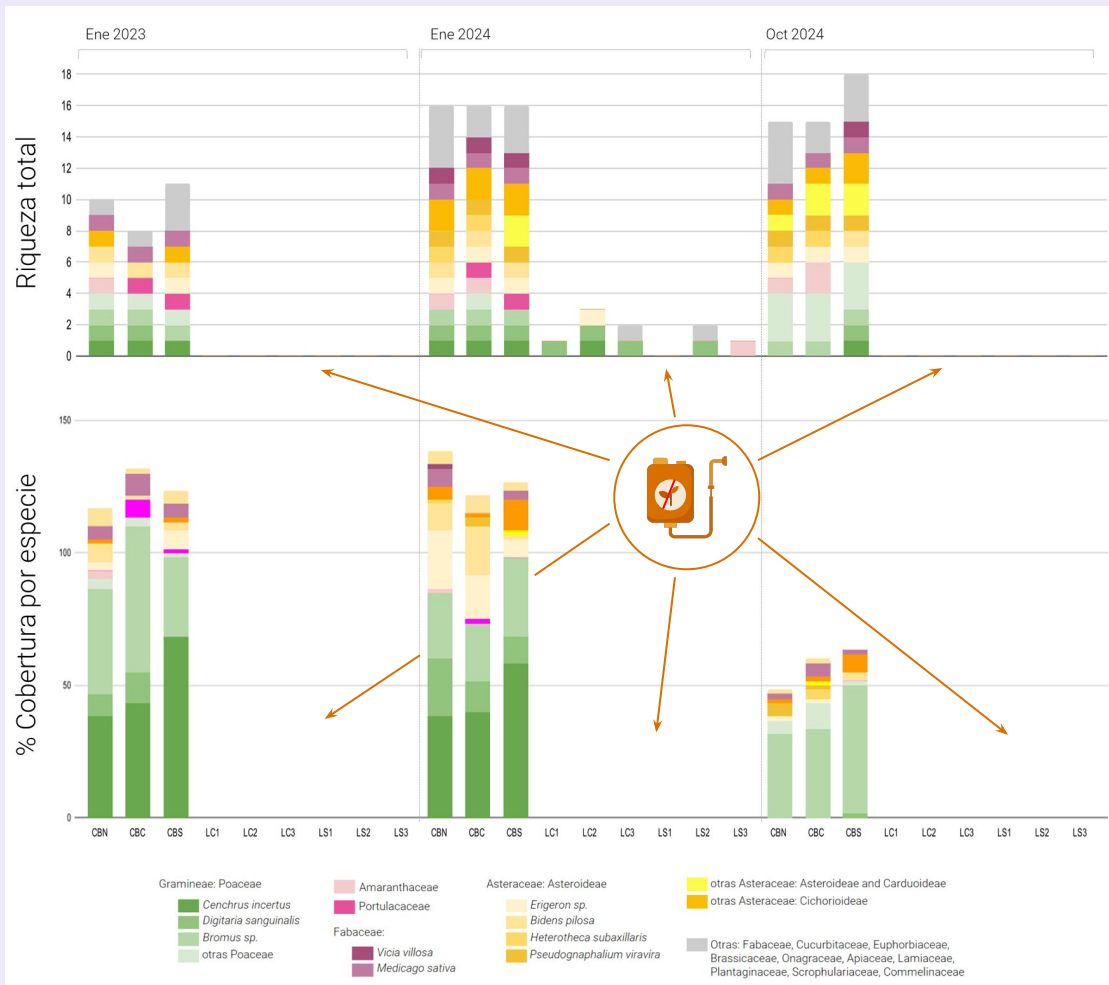 Ene 2023
Ene 2024
Oct 2024
Riqueza total
18
16
14
12
10
8
6
4
2
0
% Cobertura por especie
150
100
50
0
CBN CBC CBS LC1 LC2 LC3 LS1 LS2 LS3 CBN CBC CBS LC1 LC2 LC3 LS1 LS2 LS3 CBN CBC CBS LC1 LC2 LC3 LS1 LS2 LS3
Gramineae: Poaceae
Cenchrus incertus
Digitaria sanguinalis
Bromus sp.
otras Poaceae
Amaranthaceae
Portulacaceae
Fabaceae:
Vicia villosa
Medicago sativa
Asteraceae: Asteroideae
Erigeron sp.
Bidens pilosa
Heterotheca subaxillaris
Pseudognaphalium viravira
otras Asteraceae: Asteroideae and Carduoideae
otras Asteraceae: Cichorioideae
Otras: Fabaceae, Cucurbitaceae, Euphorbiaceae,
Brassicaceae, Onagraceae, Apiaceae, Lamiaceae,
Plantaginaceae, Scrophulariaceae, Commelinaceae